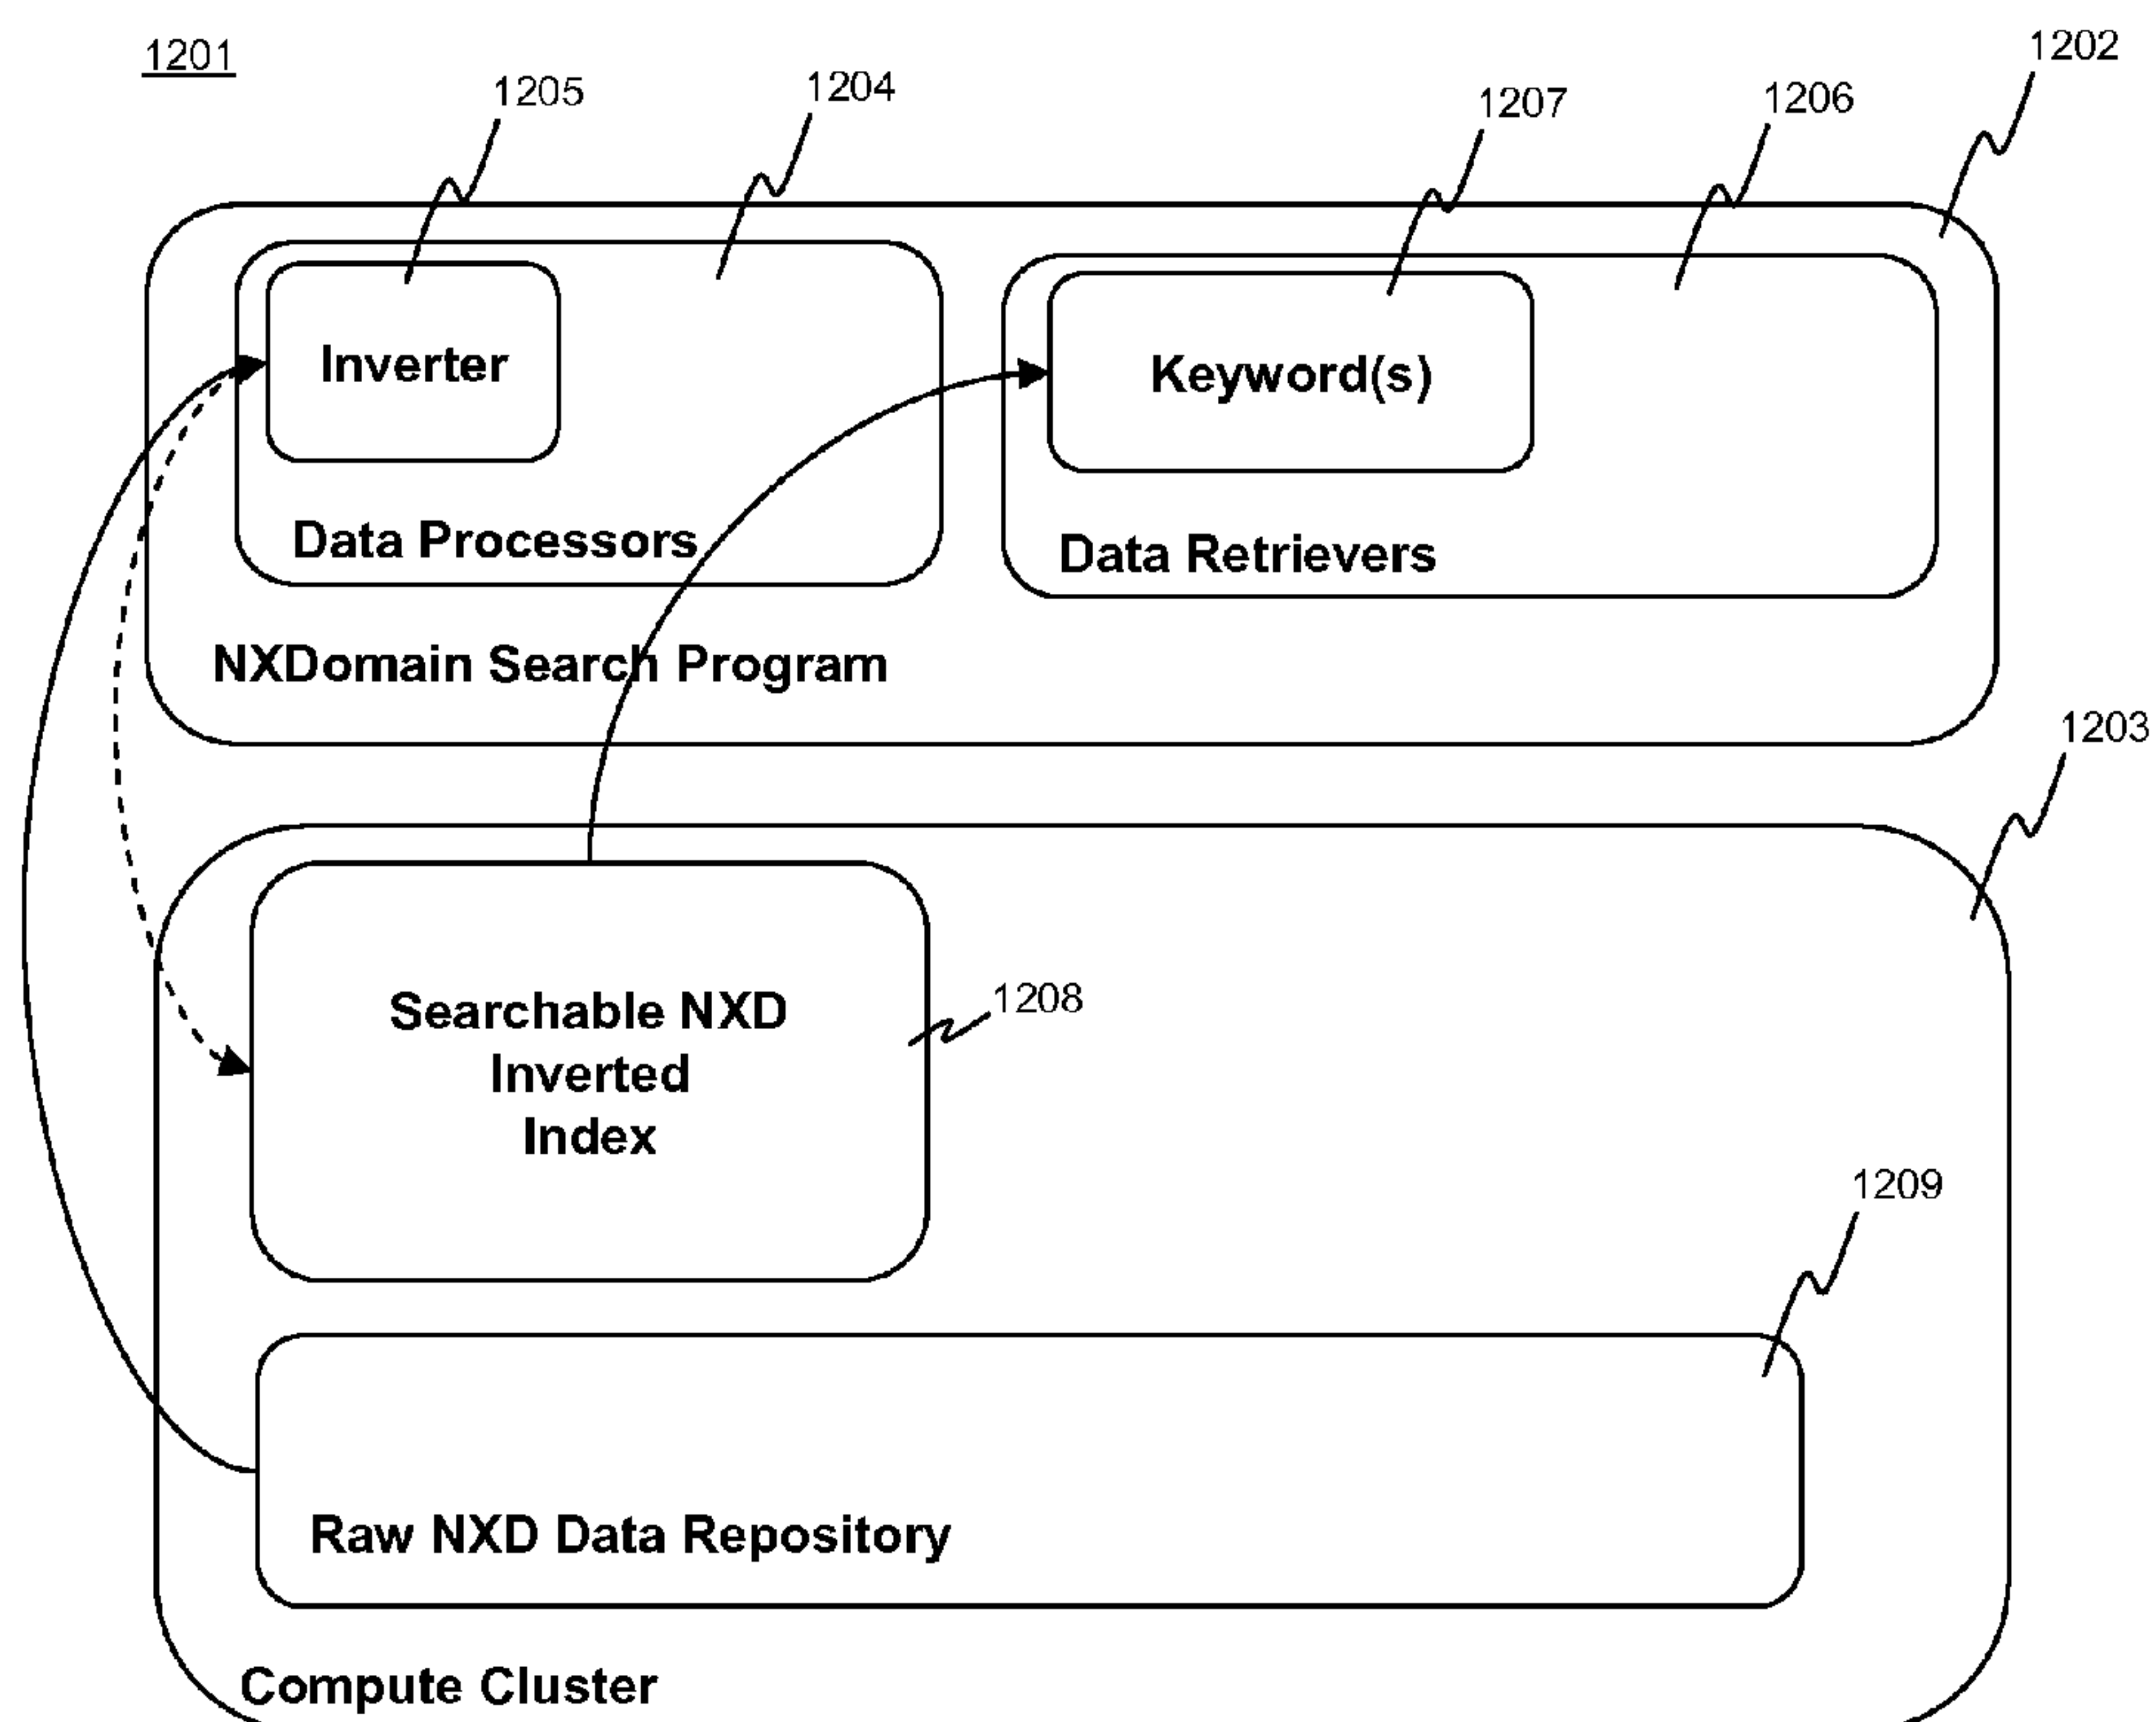 1201
1202
1205
1204
1207
1206
Inverter
Keyword(s)
Data Processors
Data Retrievers
NXDomain Search Program
1203
Searchable NXD
Inverted
Index
1208
1209
Raw NXD Data Repository
Compute Cluster